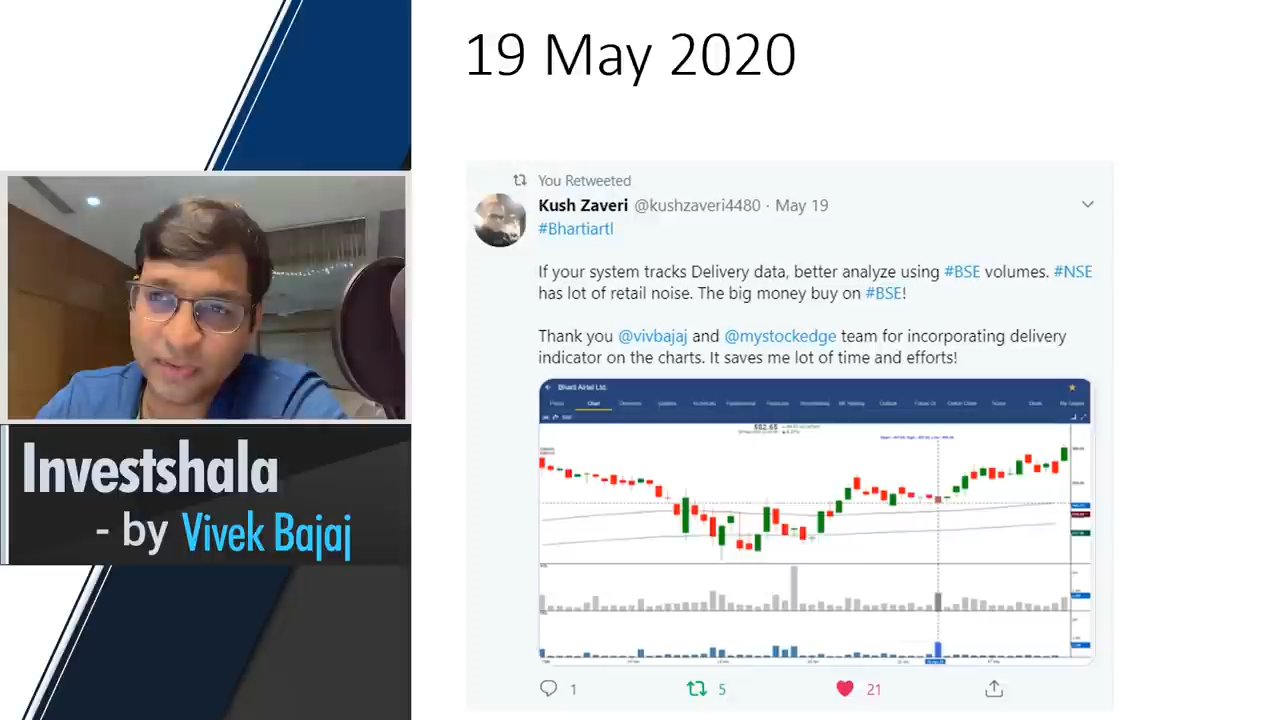 19 May 2020
You Retweeted
Kush Zaveri @kushzaveri4480 · May 19
#Bhartiartl
If your system tracks Delivery data, better analyze using #BSE volumes. #NSE
has lot of retail noise. The big money buy on #BSE!
Thank you @vivbajaj and @mystockedge team for incorporating delivery
indicator on the charts. It saves me lot of time and efforts!
Bharti Airtel Ltd.
Chart
582.65
1
5
21
Investshala
- by Vivek Bajaj